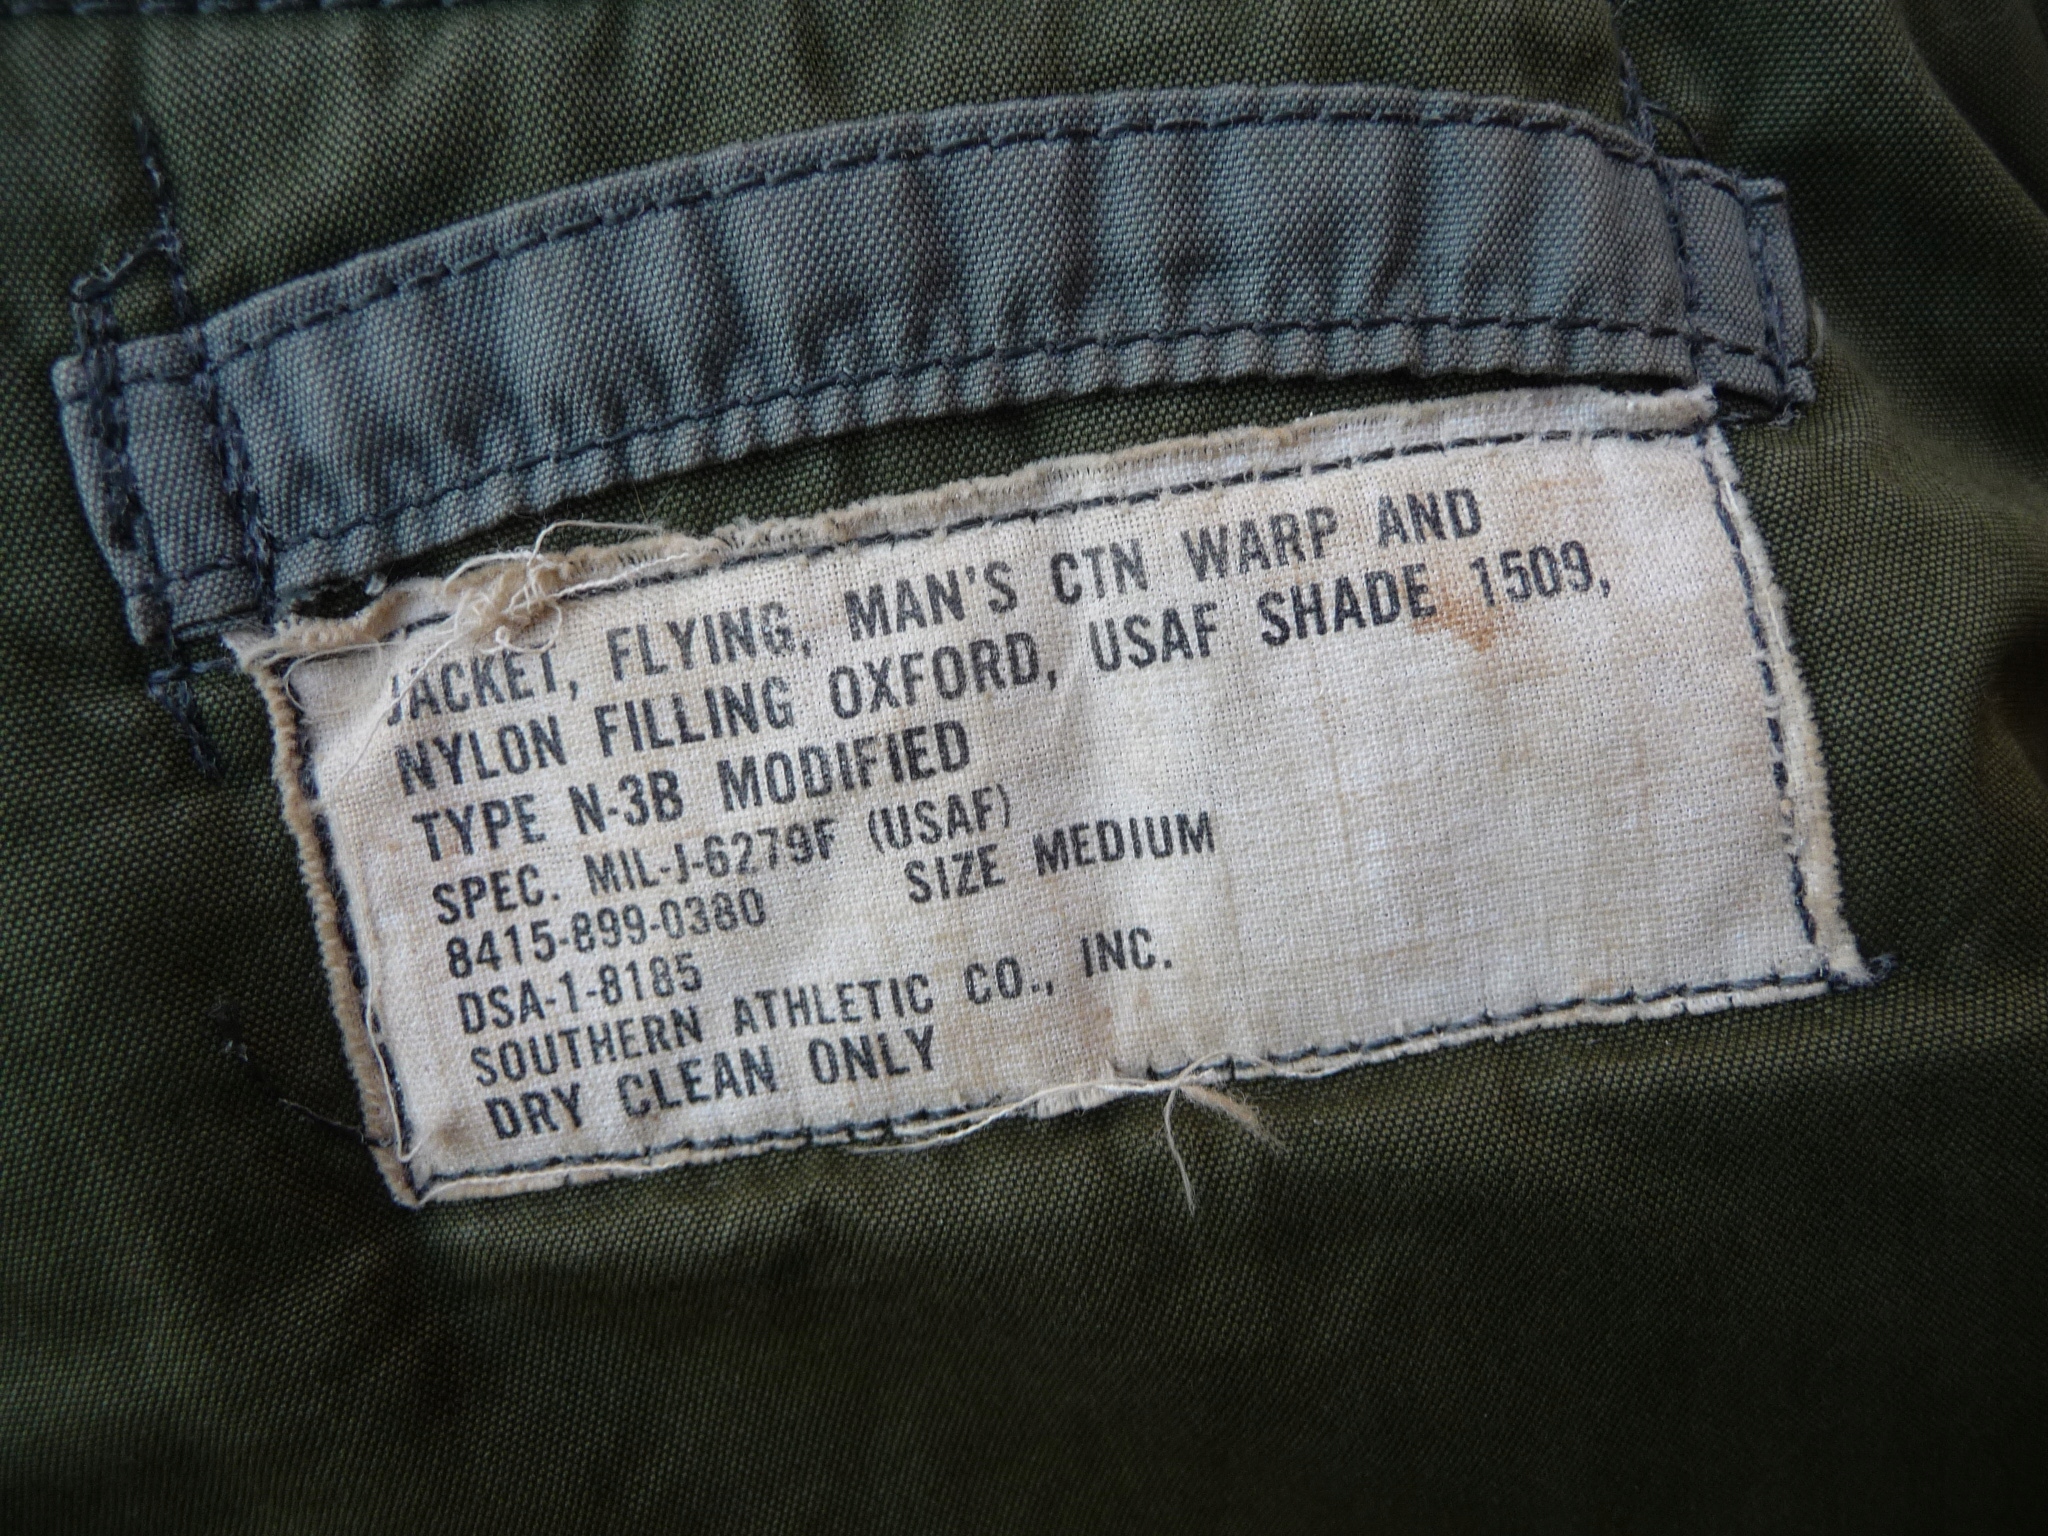 JACKET, FLYING, MAN'S CTN WARP AND
NYLON FILLING OXFORD, USAF SHADE 1509,
TYPE N-3B MODIFIED
SPEC. MIL-J-6279F (USAF)
8415-899-0380 SIZE MEDIUM
DSA-1-8185
SOUTHERN ATHLETIC CO., INC.
DRY CLEAN ONLY